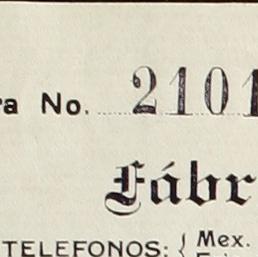 ra No. 2101
Fábr
TELEFONOS: { Mex.